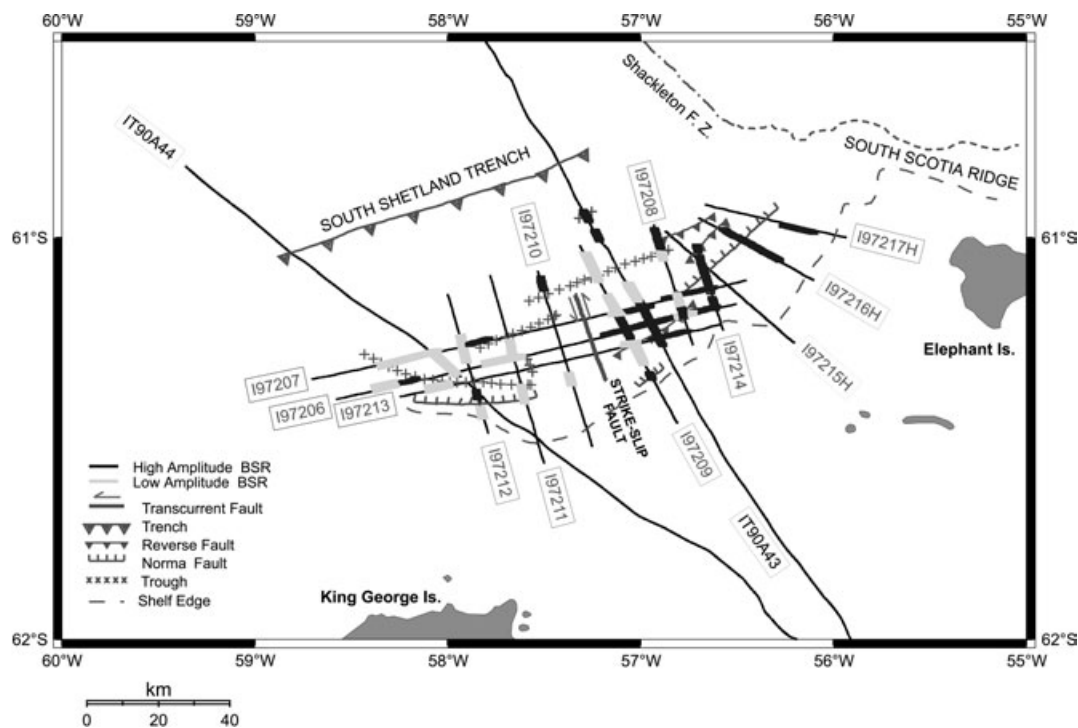 60°W 59°W 58°W 57°W 56°W 55°W
Shackleton F. Z.
IT90A44
SOUTH SCOTIA RIDGE
SOUTH SHETLAND TRENCH
I97208
I97210
61°S 61°S
I97217H
I97216H
Elephant Is.
I97215H
I97214
I97207
I97206
I97213
STRIKE-SLIP
FAULT
I97209
I97212
I97211
IT90A43
High Amplitude BSR
Low Amplitude BSR
Transcurrent Fault
Trench
Reverse Fault
Norma Fault
Trough
Shelf Edge
King George Is.
62°S 62°S
60°W 59°W 58°W 57°W 56°W 55°W
km
0 20 40